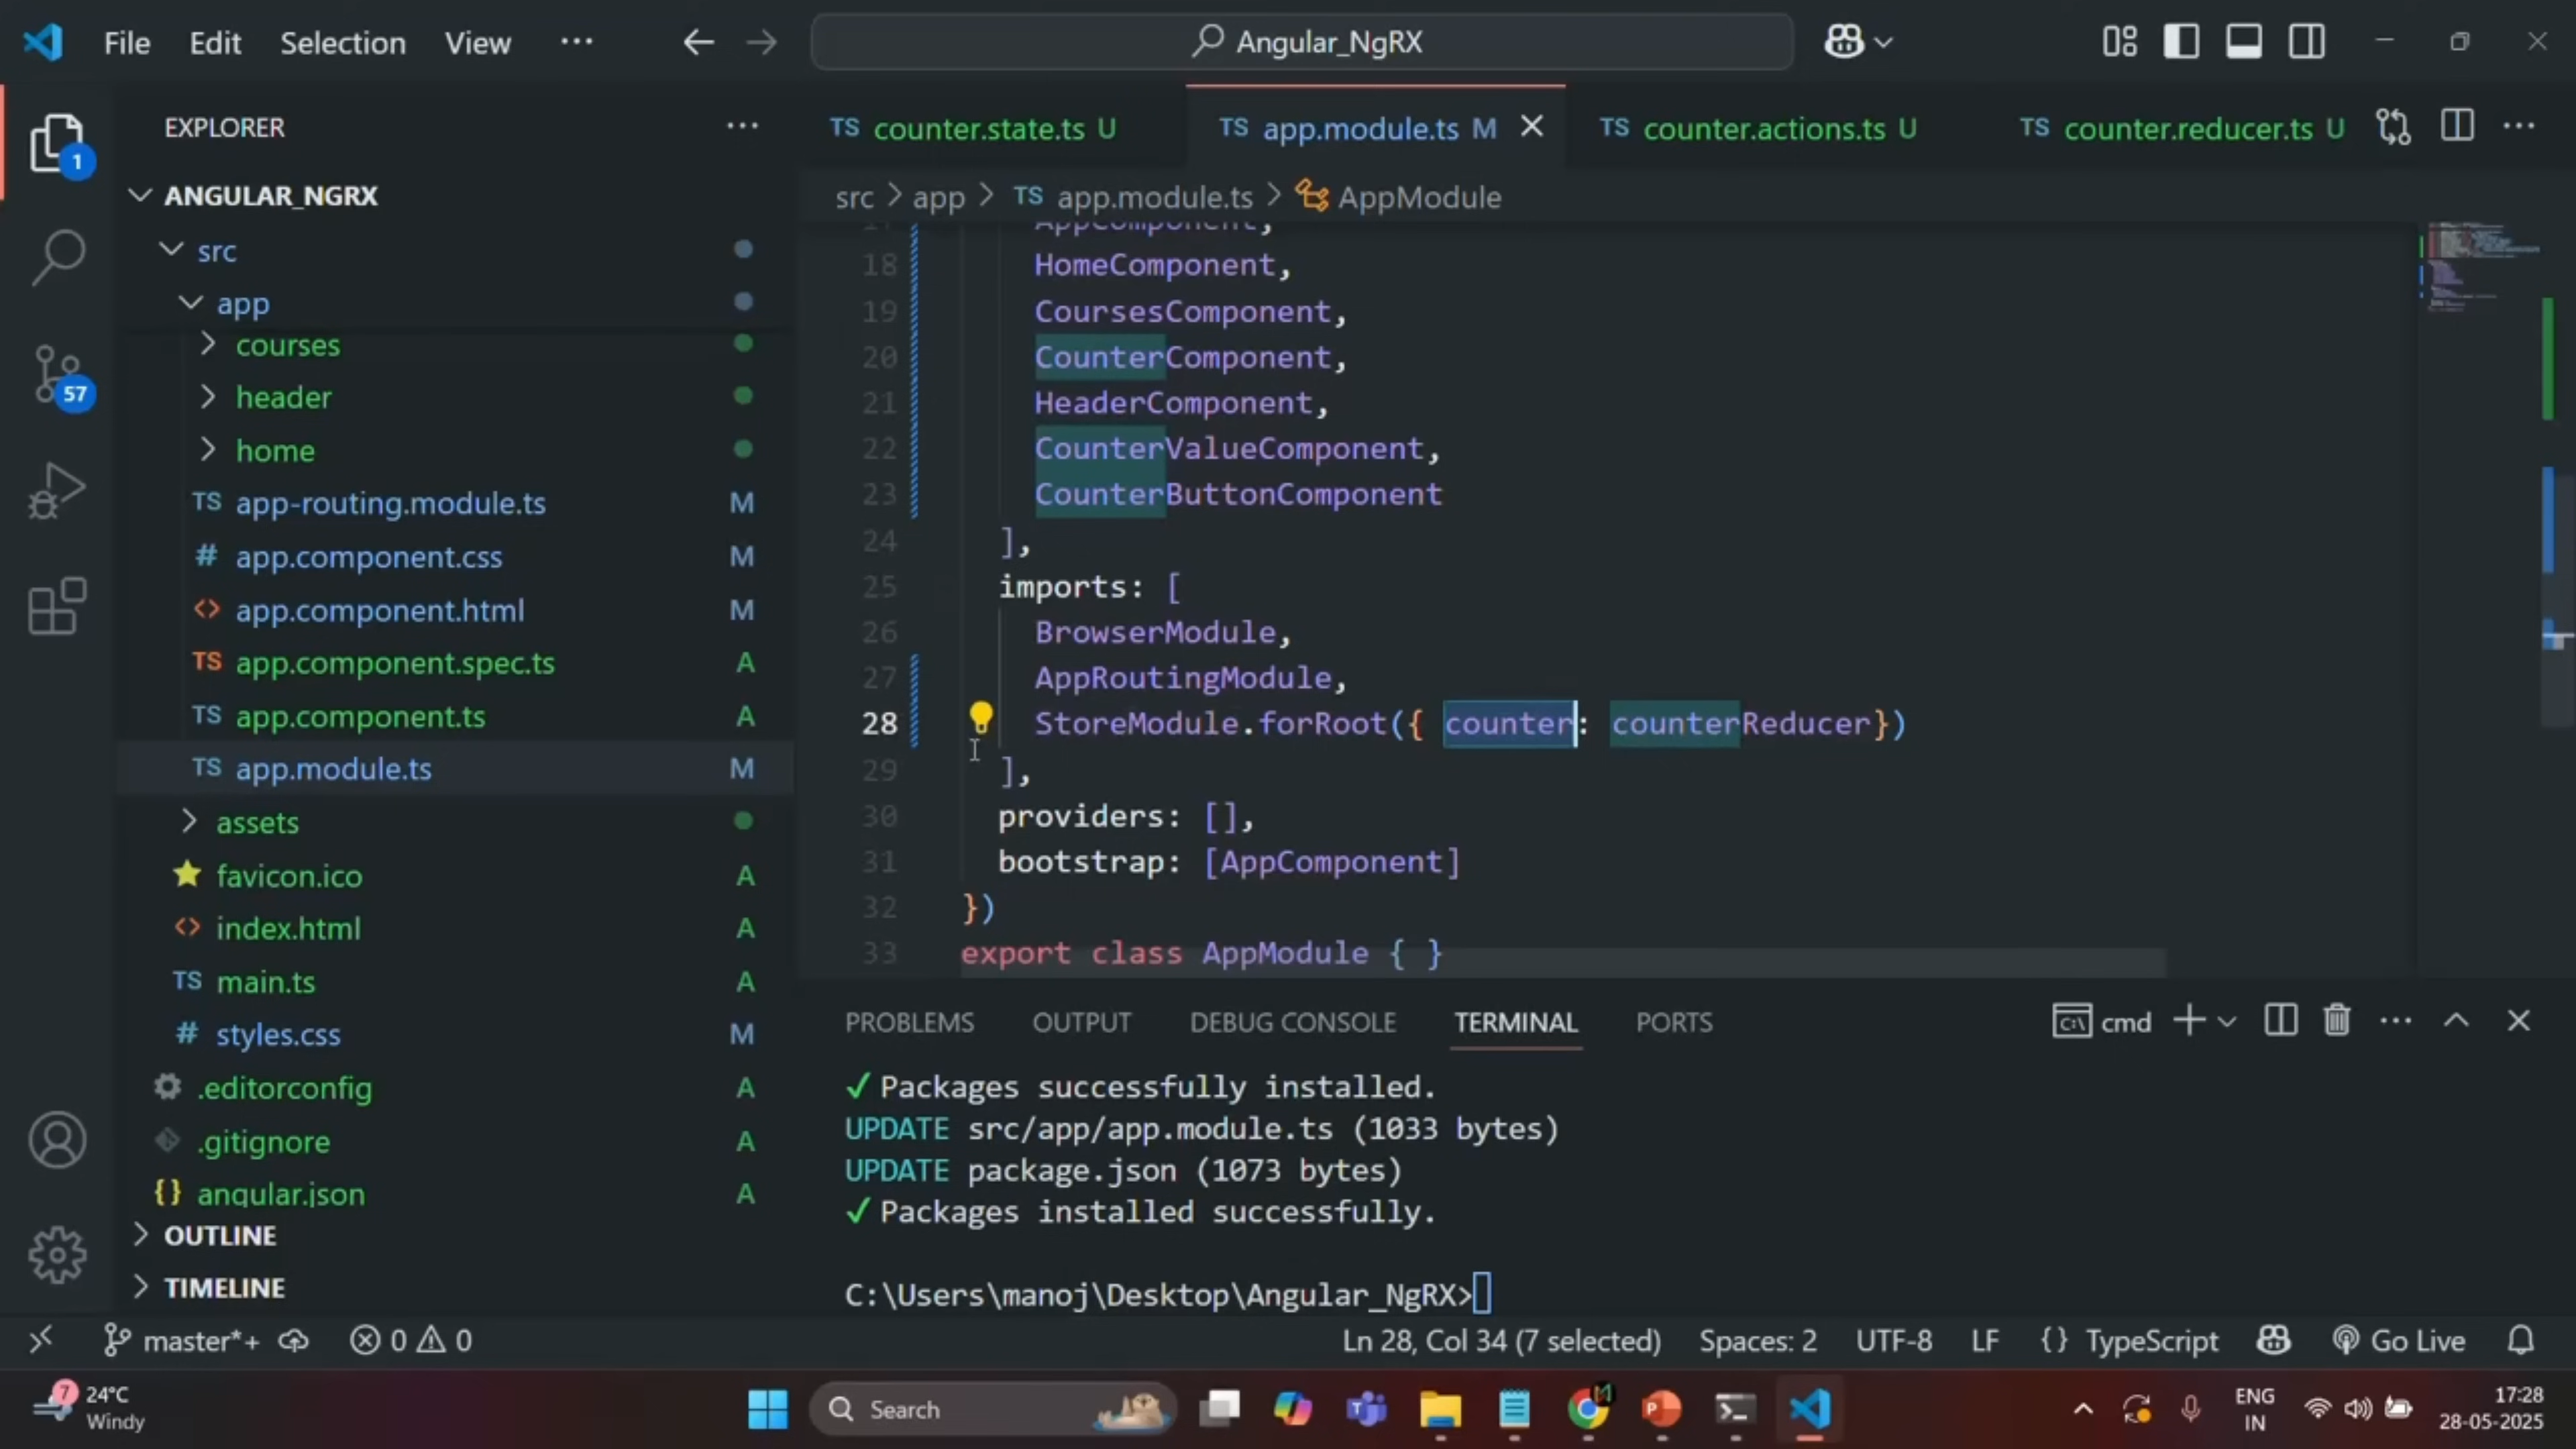 File Edit Selection View ··· Angular_NgRX
EXPLORER ···
1
ANGULAR_NGRX
src
app
courses
header
57
home
TS app-routing.module.ts M
# app.component.css M
<> app.component.html M
TS app.component.spec.ts A
TS app.component.ts A
TS app.module.ts M
assets
favicon.ico A
<> index.html A
TS main.ts A
# styles.css M
.editorconfig A
.gitignore A
{} angular.json A
OUTLINE
TIMELINE
TS counter.state.ts U TS app.module.ts M TS counter.actions.ts U TS counter.reducer.ts U ···
src > app > TS app.module.ts > AppModule
17 AppComponent,
18 HomeComponent,
19 CoursesComponent,
20 CounterComponent,
21 HeaderComponent,
22 CounterValueComponent,
23 CounterButtonComponent
24 ],
25 imports: [
26 BrowserModule,
27 AppRoutingModule,
28 StoreModule.forRoot({ counter: counterReducer})
29 ],
30 providers: [],
31 bootstrap: [AppComponent]
32 })
33 export class AppModule { }
PROBLEMS OUTPUT DEBUG CONSOLE TERMINAL PORTS cmd
✓ Packages successfully installed.
UPDATE src/app/app.module.ts (1033 bytes)
UPDATE package.json (1073 bytes)
✓ Packages installed successfully.
C:\Users\manoj\Desktop\Angular_NgRX>
master*+ 0 0 Ln 28, Col 34 (7 selected) Spaces: 2 UTF-8 LF {} TypeScript Go Live
7 24°C
Windy
Search
ENG
IN
17:28
28-05-2025